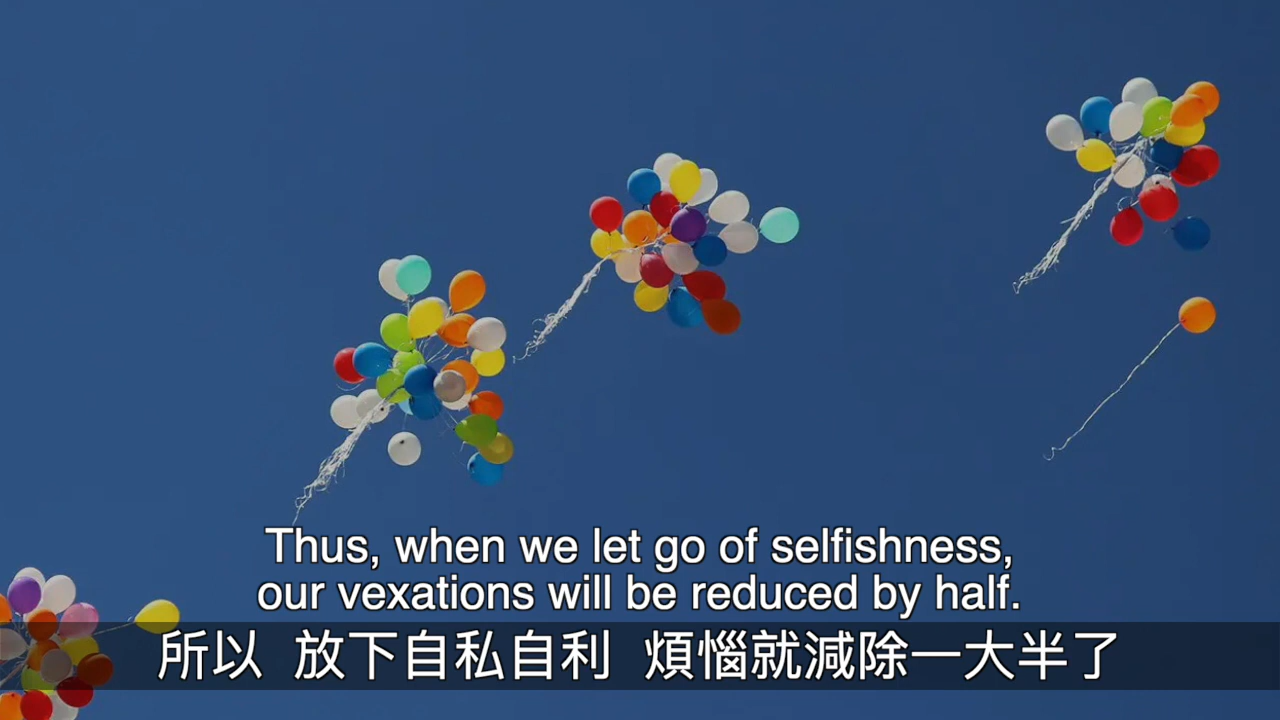 Thus, when we let go of selfishness,
our vexations will be reduced by half.
所以 放下自私自利 煩惱就減除一大半了